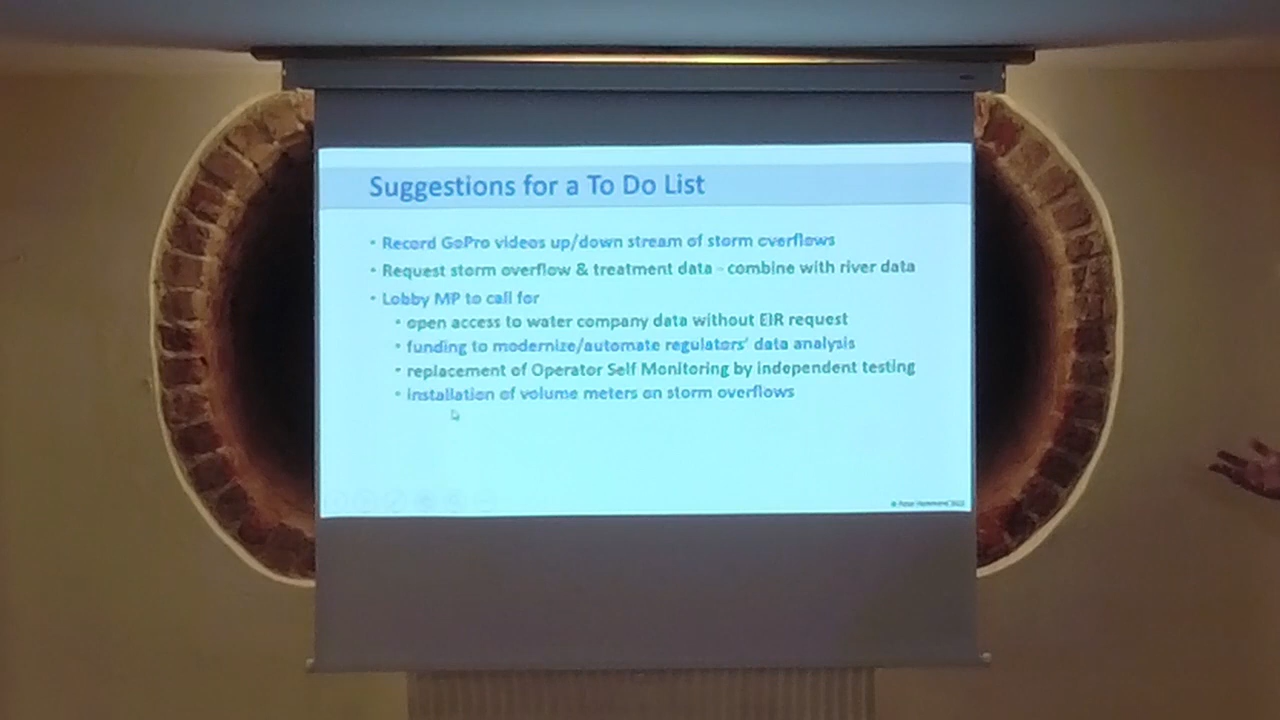 Suggestions for a To Do List
• Record GoPro videos up/down stream of storm overflows
• Request storm overflow & treatment data - combine with river data
• Lobby MP to call for
• open access to water company data without EIR request
• funding to modernize/automate regulators' data analysis
• replacement of Operator Self Monitoring by independent testing
• installation of volume meters on storm overflows
© Peter Hammond 2022